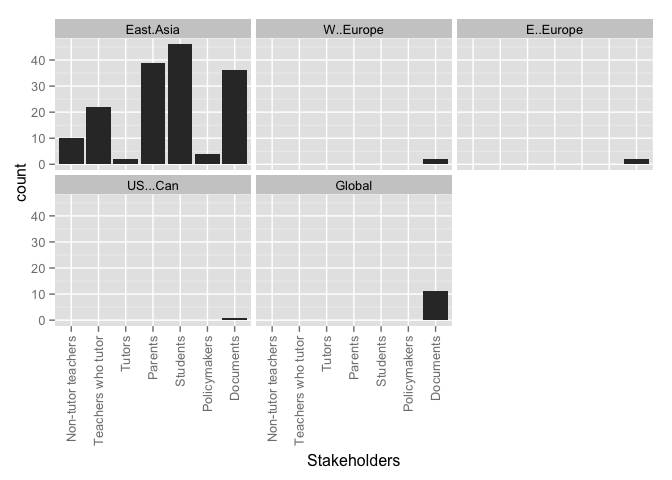 East.Asia
W..Europe
E..Europe
40
30
20
10
0
count
US...Can
Global
40
30
20
10
0
Non-tutor teachers
Teachers who tutor
Tutors
Parents
Students
Policymakers
Documents
Non-tutor teachers
Teachers who tutor
Tutors
Parents
Students
Policymakers
Documents
Stakeholders